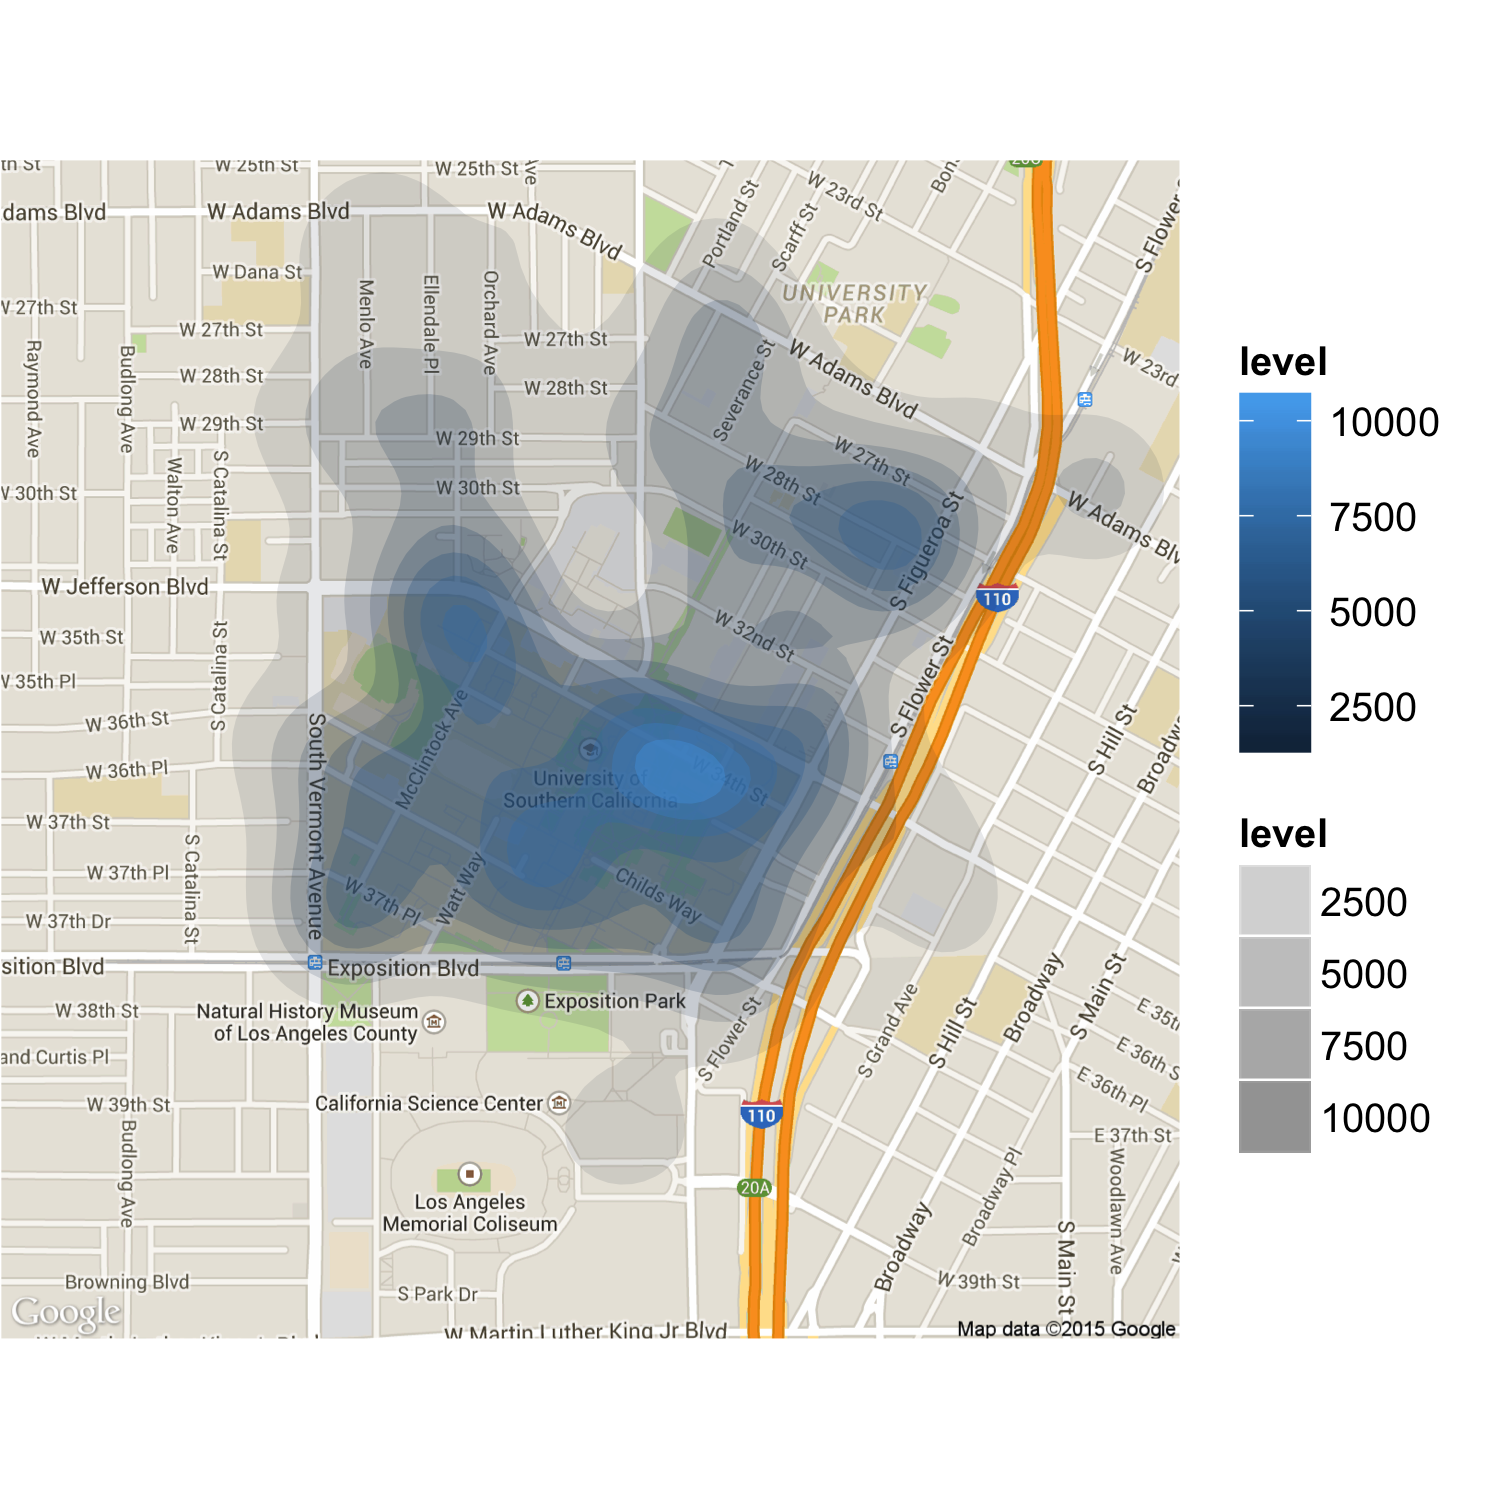 th St
W 25th St
W 25th St
Ave
Portland St
Scarff St
W 23rd St
S Flower S
dams Blvd
W Adams Blvd
W Adams Blvd
W Dana St
W 27th St
W 27th St
Menlo Ave
Ellendale Pl
Orchard Ave
W 27th St
UNIVERSITY
PARK
W 28th St
W 28th St
Raymond Ave
Budlong Ave
Severance St
W Adams Blvd
W 23rd
W 29th St
W 29th St
W 27th St
W 28th St
W 30th St
W 30th St
Walton Ave
S Catalina St
W 30th St
S Figueroa St
W Adams Blv
W Jefferson Blvd
110
W 35th St
S Catalina St
W 32nd St
S Flower St
W 35th Pl
W 36th St
South Vermont Avenue
McClintock Ave
S Hill St
Broadw
W 36th Pl
University of
Southern California
W 34th St
W 37th St
S Catalina St
W 37th Pl
W 37th Pl
Watt Way
Childs Way
W 37th Dr
sition Blvd
Exposition Blvd
Broadway
S Main St
W 38th St
Natural History Museum
of Los Angeles County
Exposition Park
S Flower St
S Grand Ave
S Hill St
E 35t
and Curtis Pl
E 36th S
E 36th Pl
W 39th St
Budlong Ave
California Science Center
110
E 37th St
20A
Los Angeles
Memorial Coliseum
Broadway
Broadway Pl
S Main St
Woodlawn Ave
Browning Blvd
S Park Dr
W 39th St
Google
W Martin Luther King Jr Blvd
Map data ©2015 Google
level
10000
7500
5000
2500
level
2500
5000
7500
10000